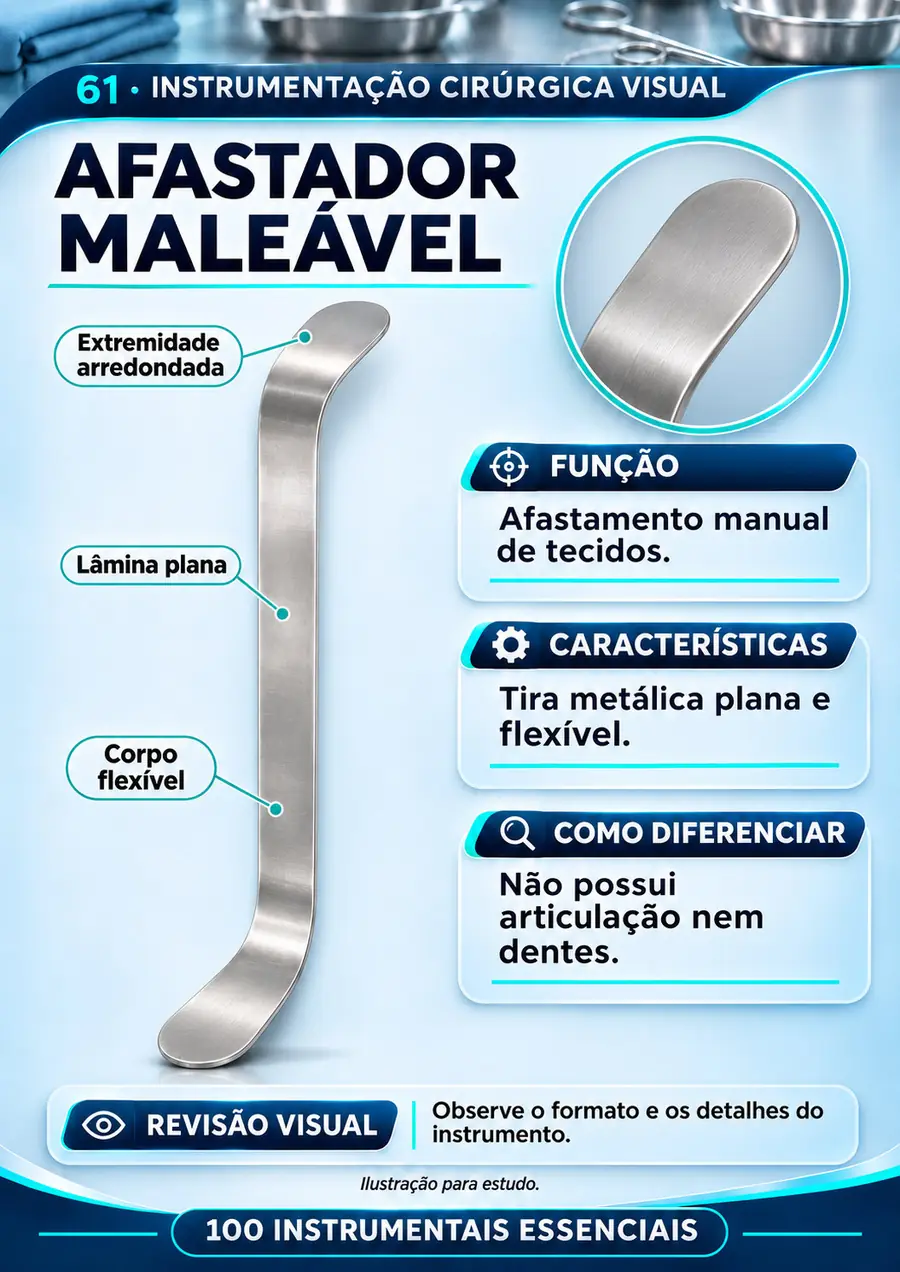 61 · INSTRUMENTAÇÃO CIRÚRGICA VISUAL
AFASTADOR
MALEÁVEL
Extremidade
arredondada
Lâmina plana
Corpo
flexível
FUNÇÃO
Afastamento manual
de tecidos.
CARACTERÍSTICAS
Tira metálica plana e
flexível.
COMO DIFERENCIAR
Não possui
articulação nem
dentes.
REVISÃO VISUAL
Observe o formato e os detalhes do
instrumento.
Ilustração para estudo.
100 INSTRUMENTAIS ESSENCIAIS